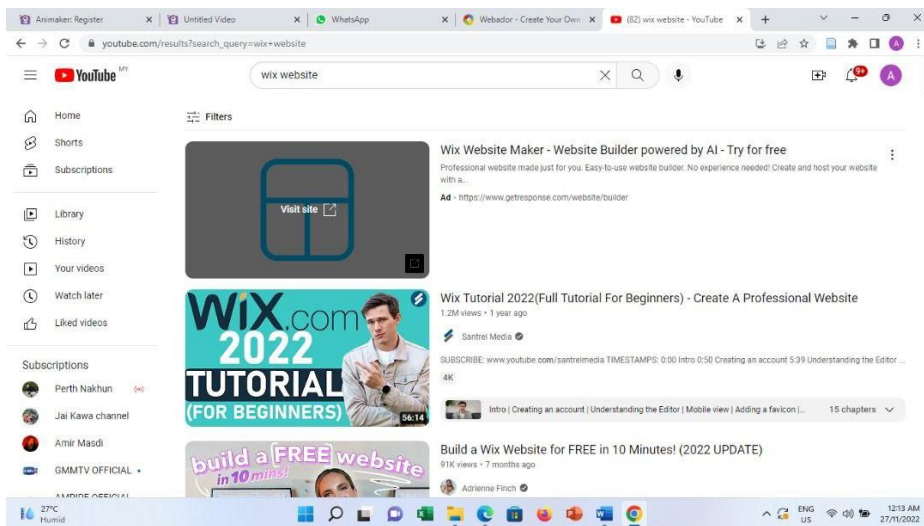 Animaker: Register
Untitled Video
WhatsApp
Webador - Create Your Own
(82) wix website - YouTube
youtube.com/results?search_query=wix+website
YouTube MY
wix website
9+
A
Home
Shorts
Subscriptions
Library
History
Your videos
Watch later
Liked videos
Subscriptions
Perth Nakhun
Jai Kawa channel
Amir Masdi
GMMTV OFFICIAL
Filters
Visit site
Wix Website Maker - Website Builder powered by AI - Try for free
Professional website made just for you. Easy-to-use website builder. No experience needed! Create and host your website
with a...
Ad - https://www.getresponse.com/website/builder
WIX.com
2022
TUTORIAL
(FOR BEGINNERS)
56:14
Wix Tutorial 2022(Full Tutorial For Beginners) - Create A Professional Website
1.2M views • 1 year ago
Santrel Media
SUBSCRIBE: www.youtube.com/santrelmedia TIMESTAMPS: 0:00 Intro 0:50 Creating an account 5:39 Understanding the Editor ...
4K
Intro | Creating an account | Understanding the Editor | Mobile view | Adding a favicon |...
15 chapters
build a FREE website
in 10 mins!
Build a Wix Website for FREE in 10 Minutes! (2022 UPDATE)
91K views • 7 months ago
Adrienne Finch
27°C
Humid
ENG
US
12:13 AM
27/11/2022